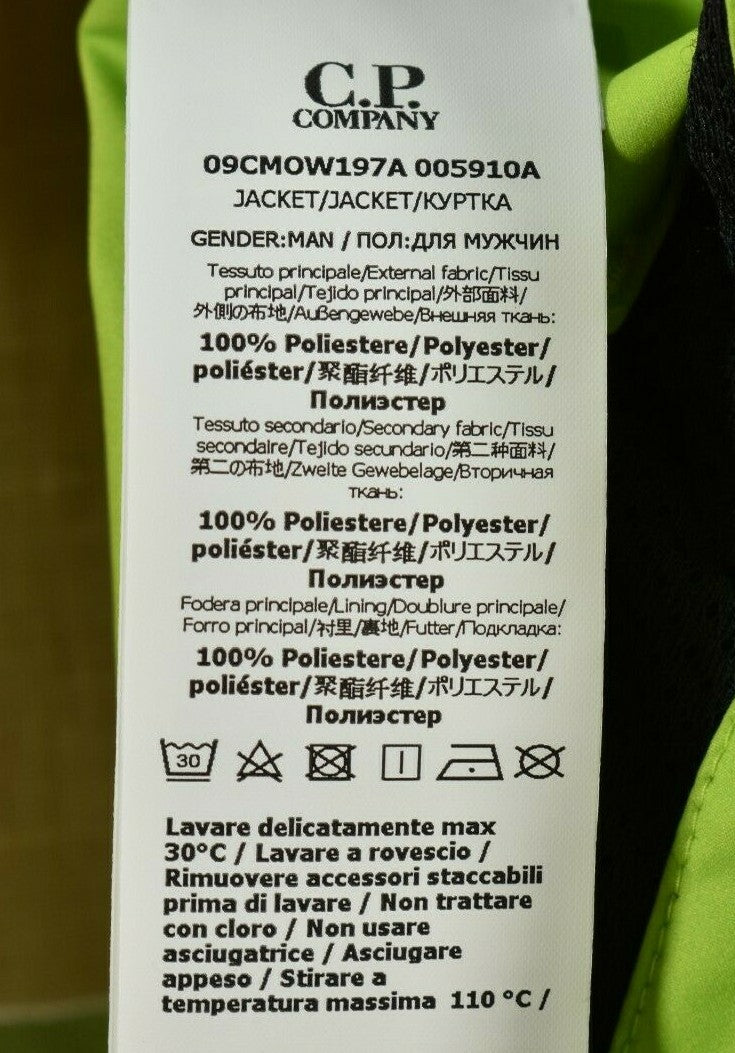 C.P.
COMPANY
09CMOW197A 005910A
JACKET/JACKET/КУРТКА
GENDER:MAN / ПОЛ:ДЛЯ МУЖЧИН
Tessuto principale/External fabric/Tissu
principal/Tejido principal/外部面料/
外側の布地/Außengewebe/Внешняя ткань:
100% Poliestere/Polyester/
poliéster/聚酯纤维/ポリエステル/
Полиэстер
Tessuto secondario/Secondary fabric/Tissu
secondaire/Tejido secundario/第二种面料/
第二の布地/Zweite Gewebelage/Вторичная
ткань:
100% Poliestere/Polyester/
poliéster/聚酯纤维/ポリエステル/
Полиэстер
Fodera principale/Lining/Doublure principale/
Forro principal/衬里/裏地/Futter/Подкладка:
100% Poliestere/Polyester/
poliéster/聚酯纤维/ポリエステル/
Полиэстер
30
Lavare delicatamente max
30°C / Lavare a rovescio /
Rimuovere accessori staccabili
prima di lavare / Non trattare
con cloro / Non usare
asciugatrice / Asciugare
appeso / Stirare a
temperatura massima 110 °C /